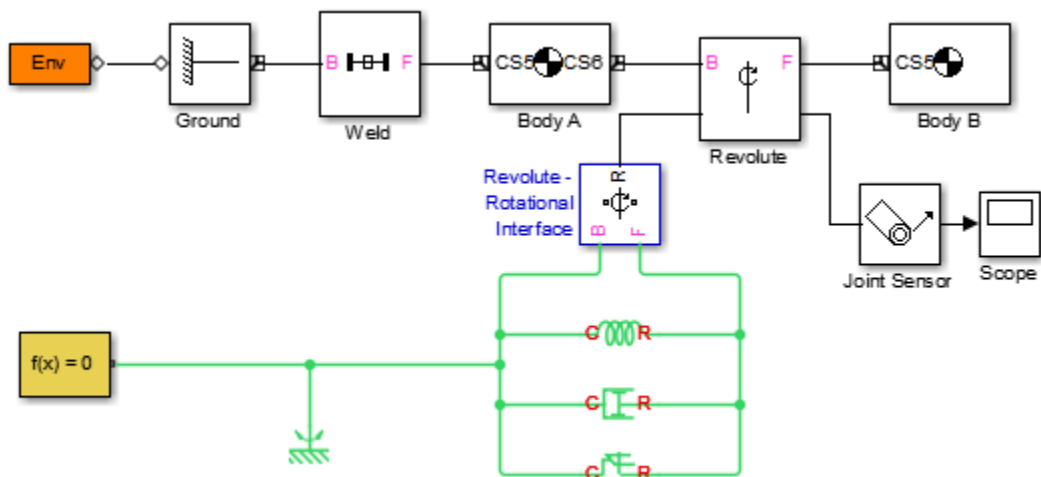 Env
Ground
B F
Weld
CS5 CS6
Body A
B F
Revolute
CS5
Body B
Revolute -
Rotational
Interface
R
B F
Joint Sensor
Scope
f(x) = 0
C R
C R
C R